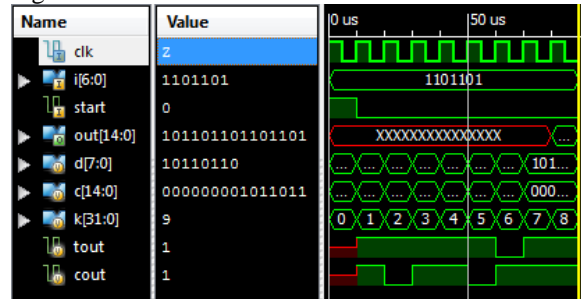 Name Value 0 us 50 us
clk z
i[6:0] 1101101 1101101
start 0
out[14:0] 101101101101101 XXXXXXXXXXXXXXX ...
d[7:0] 10110110 ... ... ... ... ... ... 101...
c[14:0] 000000001011011 ... ... ... ... ... ... 000...
k[31:0] 9 0 1 2 3 4 5 6 7 8
tout 1
cout 1